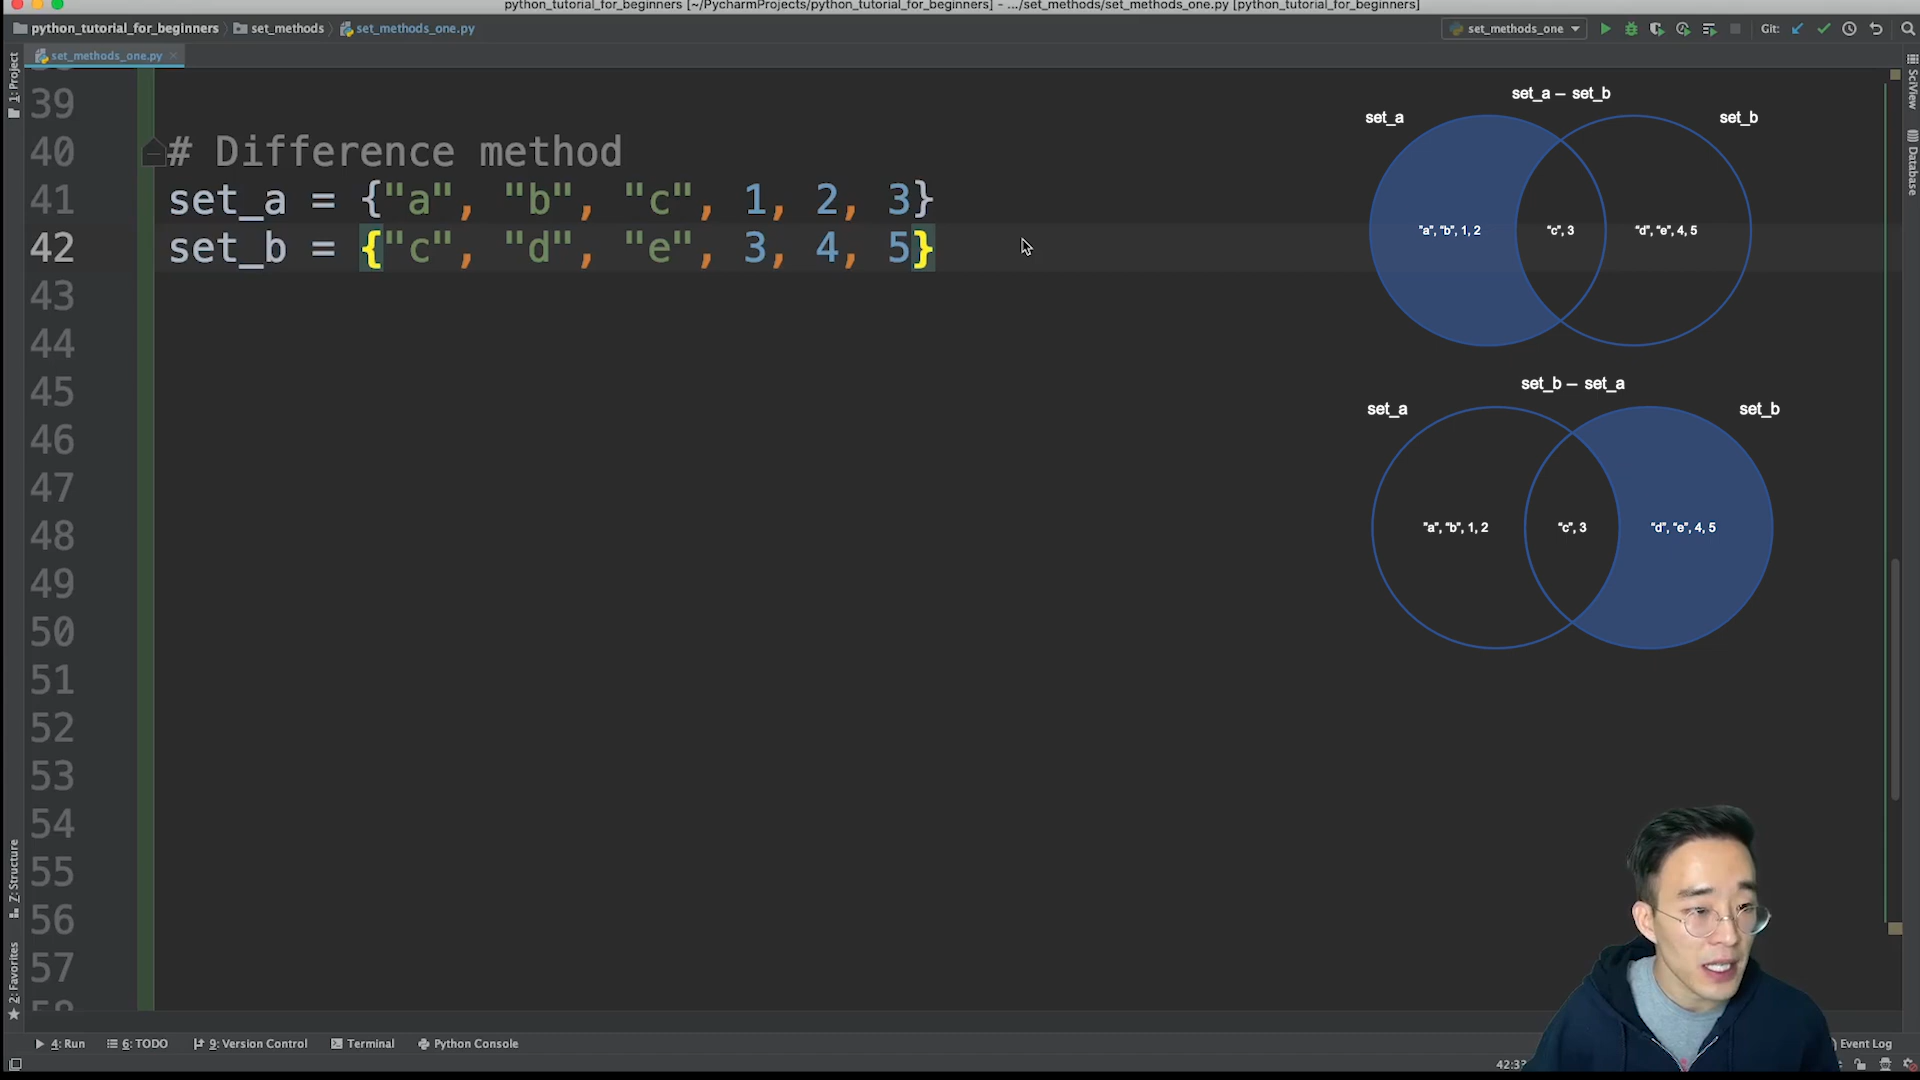 python_tutorial_for_beginners [~/PycharmProjects/python_tutorial_for_beginners] - .../set_methods/set_methods_one.py [python_tutorial_for_beginners]
python_tutorial_for_beginners set_methods set_methods_one.py set_methods_one Git:
set_methods_one.py
1: Project
SciView
Database
39
40 # Difference method
41 set_a = {"a", "b", "c", 1, 2, 3}
42 set_b = {"c", "d", "e", 3, 4, 5}
43
44
45
46
47
48
49
50
51
52
53
54
55
56
57
set_a – set_b
set_a set_b
"a", "b", 1, 2 "c", 3 "d", "e", 4, 5
set_b – set_a
set_a set_b
"a", "b", 1, 2 "c", 3 "d", "e", 4, 5
Z: Structure
2: Favorites
4: Run 6: TODO 9: Version Control Terminal Python Console Event Log